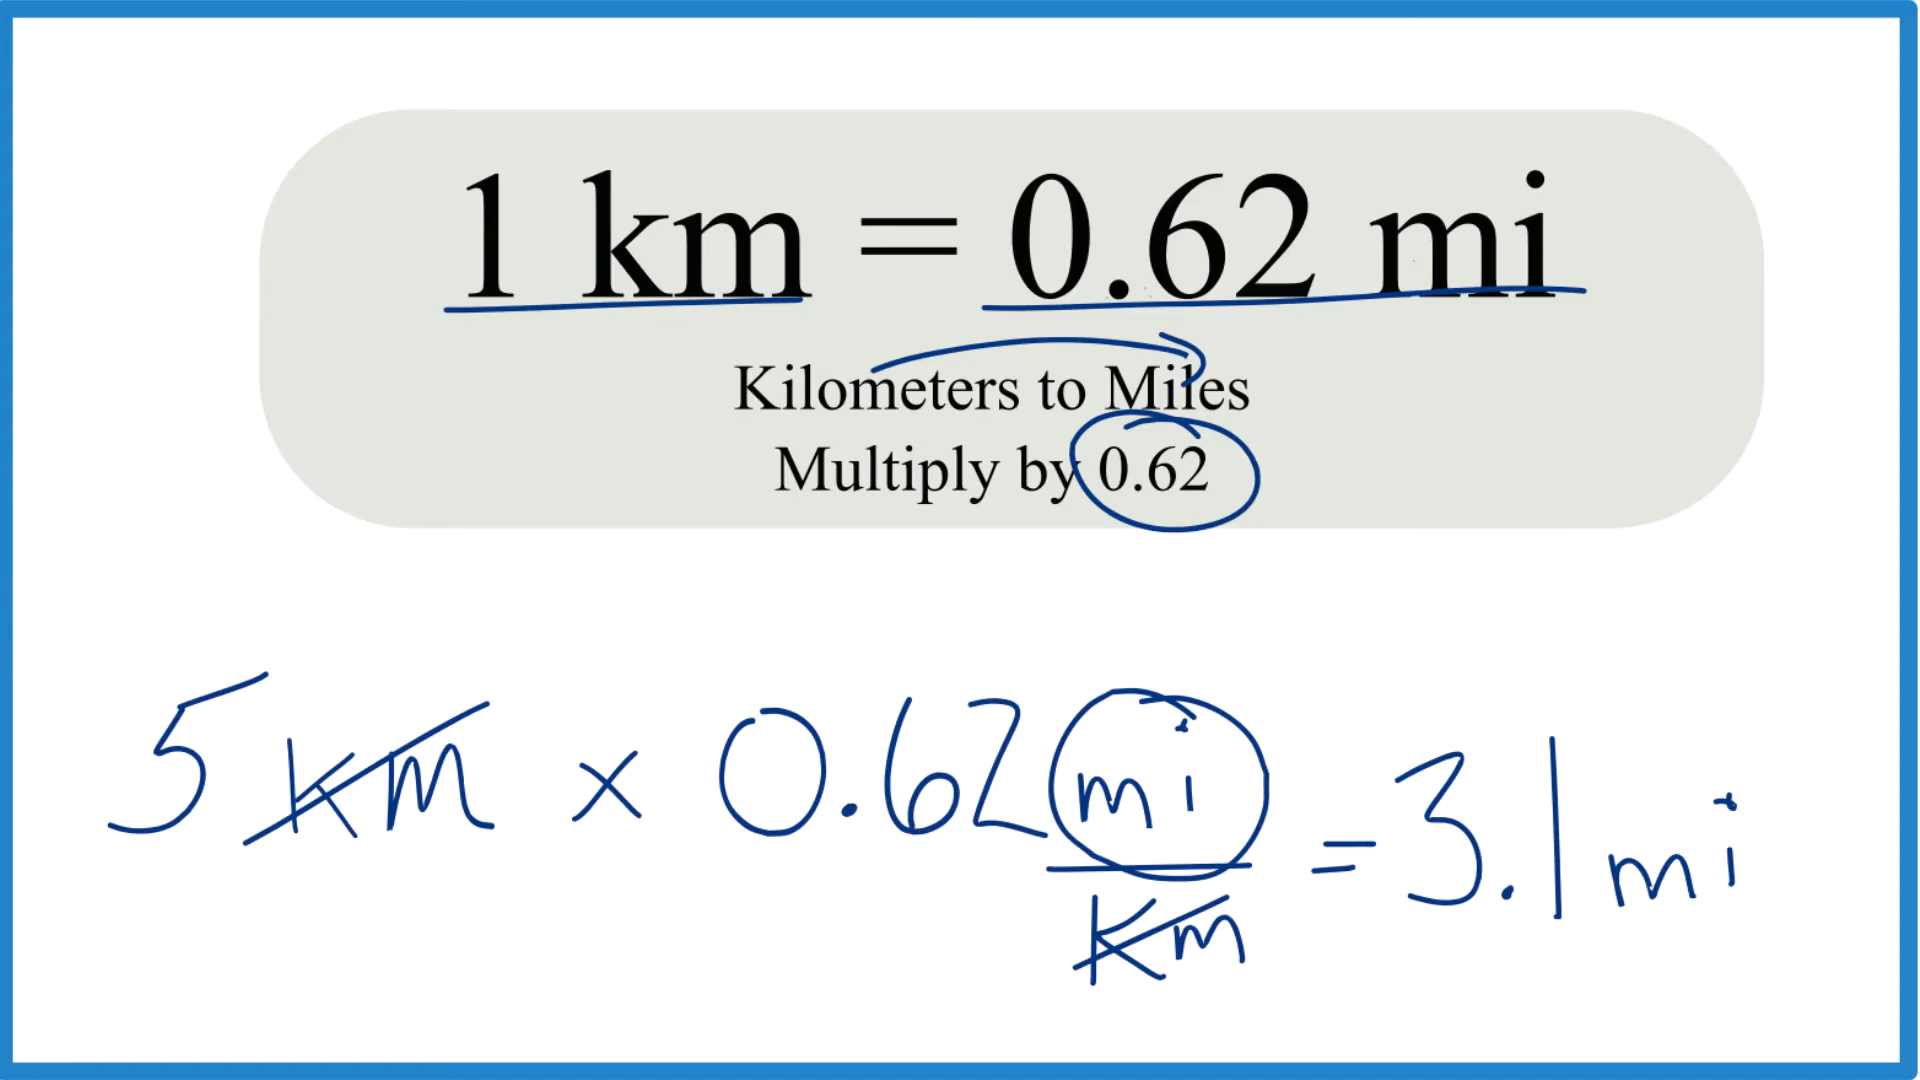 1 km = 0.62 mi
Kilometers to Miles
Multiply by 0.62
5 km x 0.62 mi/km = 3.1 mi